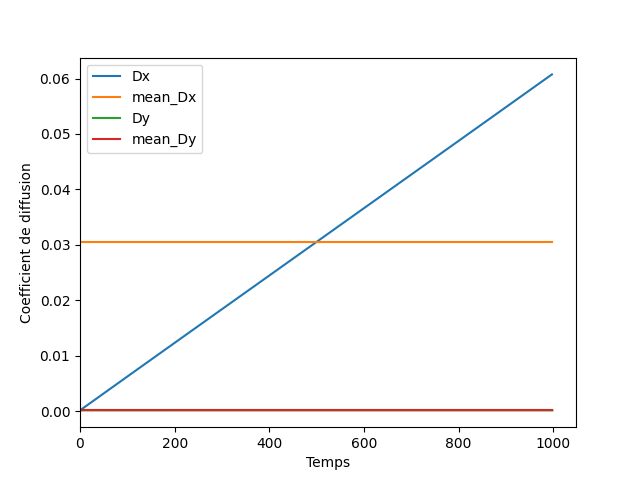 Dx
mean_Dx
Dy
mean_Dy
0.06
0.05
0.04
0.03
0.02
0.01
0.00
Coefficient de diffusion
0 200 400 600 800 1000
Temps